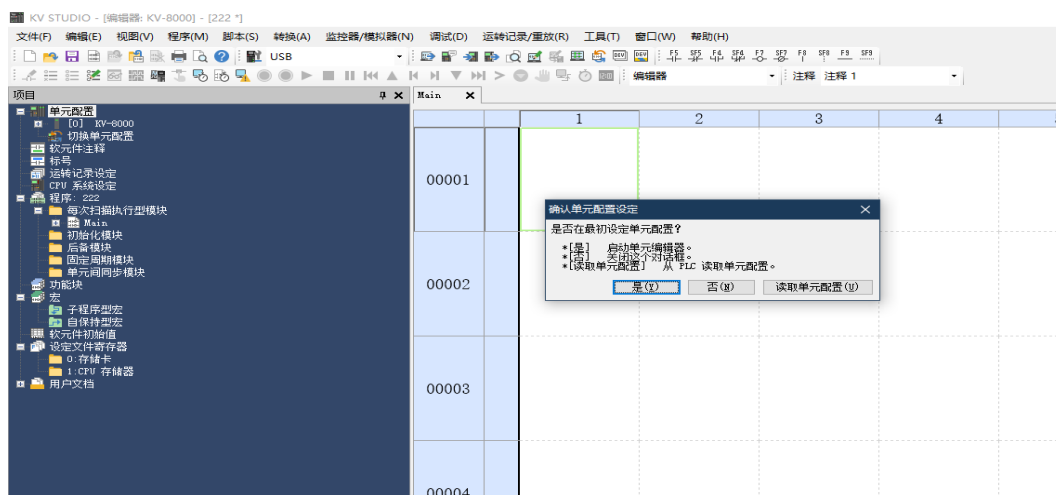 KV STUDIO - [编辑器: KV-8000] - [222 *]
文件(F) 编辑(E) 视图(V) 程序(M) 脚本(S) 转换(A) 监控器/模拟器(N) 调试(D) 运转记录/重放(R) 工具(T) 窗口(W) 帮助(H)
USB F5 SF5 F4 SF4 F7 SF7 F8 SF8 F9 SF9
编辑器 注释 注释 1
项目 Main
单元配置
[0] KV-8000
切换单元配置
软元件注释
标号
运转记录设定
CPU 系统设定
程序: 222
每次扫描执行型模块
Main
初始化模块
后备模块
固定周期模块
单元间同步模块
功能块
宏
子程序型宏
自保持型宏
软元件初始值
设定文件寄存器
0:存储卡
1:CPU 存储器
用户文档
1 2 3 4
00001
00002
00003
00004
确认单元配置设定
是否在最初设定单元配置?
*[是] 启动单元编辑器。
*[否] 关闭这个对话框。
*[读取单元配置] 从 PLC 读取单元配置。
是(Y) 否(N) 读取单元配置(U)